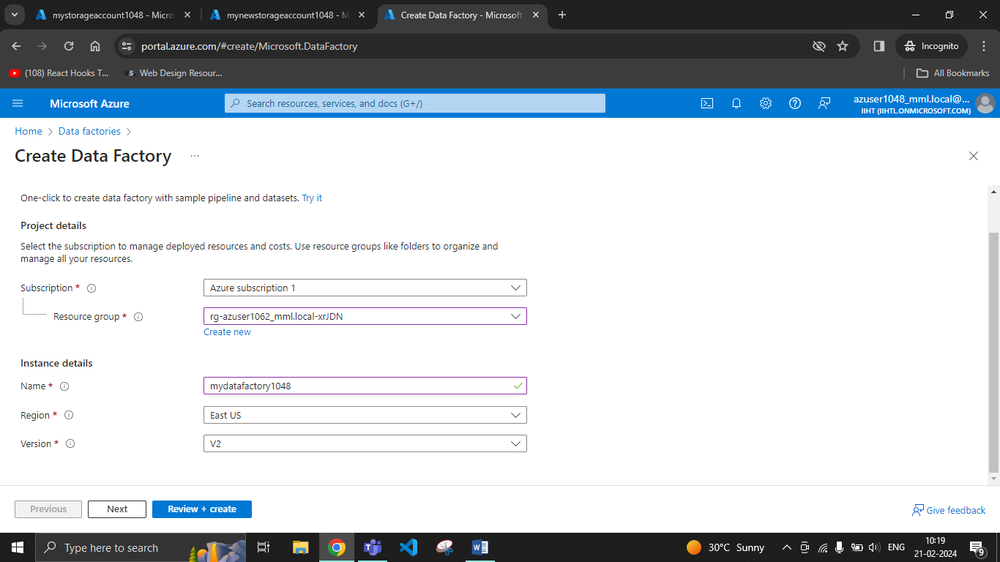 mystorageaccount1048 - Micro
mynewstorageaccount1048 - M
Create Data Factory - Microsoft
portal.azure.com/#create/Microsoft.DataFactory
Incognito
(108) React Hooks T...
VS. Web Design Resour...
All Bookmarks
Microsoft Azure
Search resources, services, and docs (G+/)
azuser1048_mml.local@...
IIHT (IIHTL.ONMICROSOFT.COM)
Home > Data factories >
Create Data Factory ...
One-click to create data factory with sample pipeline and datasets. Try it
Project details
Select the subscription to manage deployed resources and costs. Use resource groups like folders to organize and
manage all your resources.
Subscription * Azure subscription 1
Resource group * rg-azuser1062_mml.local-xrJDN
Create new
Instance details
Name * mydatafactory1048
Region * East US
Version * V2
Previous Next Review + create
Give feedback
Type here to search
30°C Sunny
ENG
10:19
21-02-2024
9